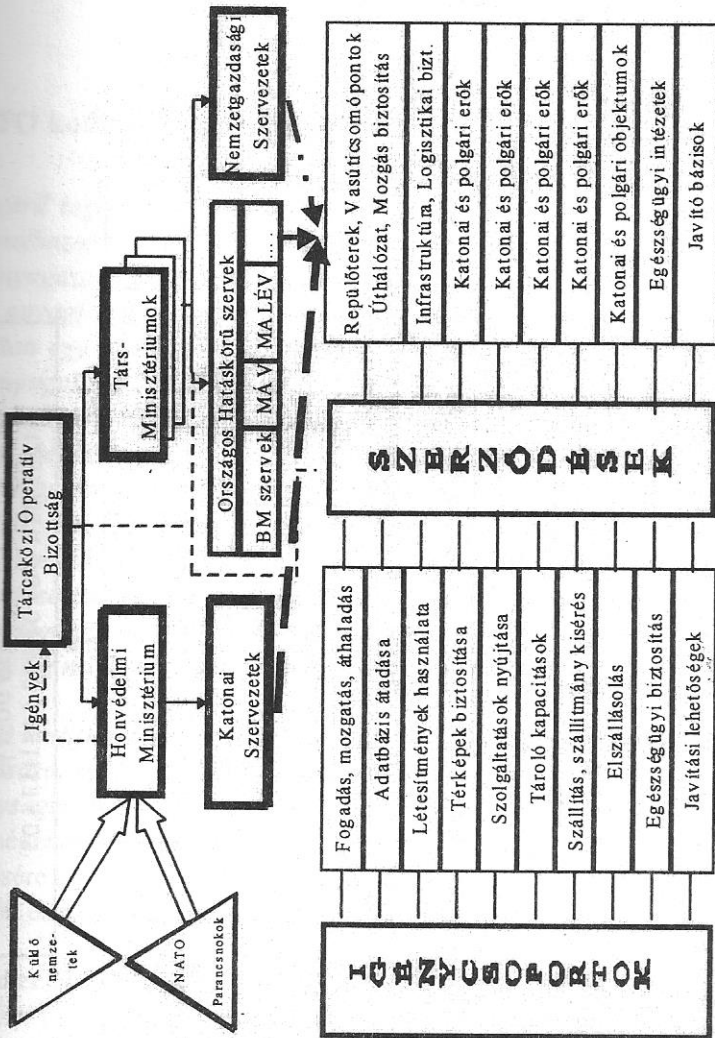 Tárcaközi Operatív
Bizottság
Igények
Küldő
nemze-
tek
NATO
Parancsnokok
Honvédelmi
Minisztérium
Társ-
Minisztériumok
Katonai
Szervezetek
Országos Hatáskörű szervek
BM szervek
MÁV
MALÉV
...
Nemzetgazdasági
Szervezetek
IGÉNYCSOPORTOK
Fogadás, mozgatás, áthaladás
Adatbázis átadása
Létesítmények használata
Térképek biztosítása
Szolgáltatások nyújtása
Tároló kapacitások
Szállítás, szállítmány kisérés
Elszállásolás
Egészségügyi biztosítás
Javítási lehetőségek
SZERZŐDÉSEK
Repülőterek, Vasúticsomópontok
Úthálózat, Mozgás biztosítás
Infrastruktúra, Logisztikai bizt.
Katonai és polgári erők
Katonai és polgári erők
Katonai és polgári erők
Katonai és polgári erők
Katonai és polgári objektumok
Egészségügyi intézetek
Javító bázisok